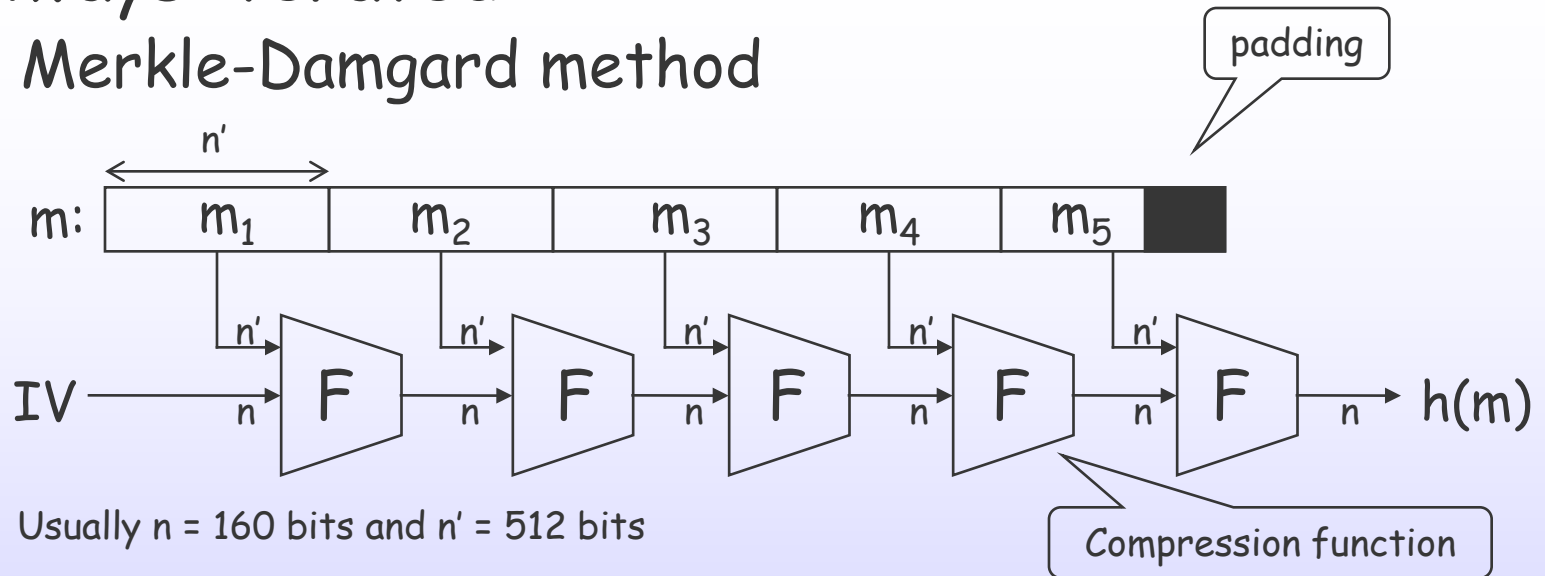 Merkle-Damgard method
padding
n'
m: m₁ m₂ m₃ m₄ m₅
n' n' n' n' n'
IV F F F F F h(m)
n n n n n n
Usually n = 160 bits and n' = 512 bits
Compression function